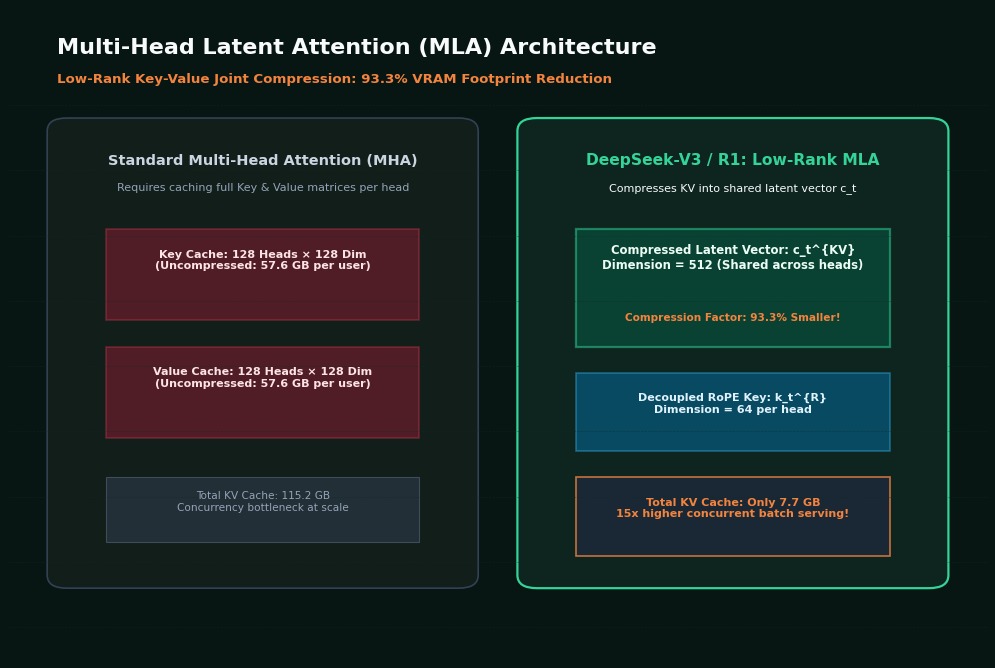 Multi-Head Latent Attention (MLA) Architecture
Low-Rank Key-Value Joint Compression: 93.3% VRAM Footprint Reduction
Standard Multi-Head Attention (MHA)
Requires caching full Key & Value matrices per head
Key Cache: 128 Heads × 128 Dim
(Uncompressed: 57.6 GB per user)
Value Cache: 128 Heads × 128 Dim
(Uncompressed: 57.6 GB per user)
Total KV Cache: 115.2 GB
Concurrency bottleneck at scale
DeepSeek-V3 / R1: Low-Rank MLA
Compresses KV into shared latent vector c_t
Compressed Latent Vector: c_t^{KV}
Dimension = 512 (Shared across heads)
Compression Factor: 93.3% Smaller!
Decoupled RoPE Key: k_t^{R}
Dimension = 64 per head
Total KV Cache: Only 7.7 GB
15x higher concurrent batch serving!